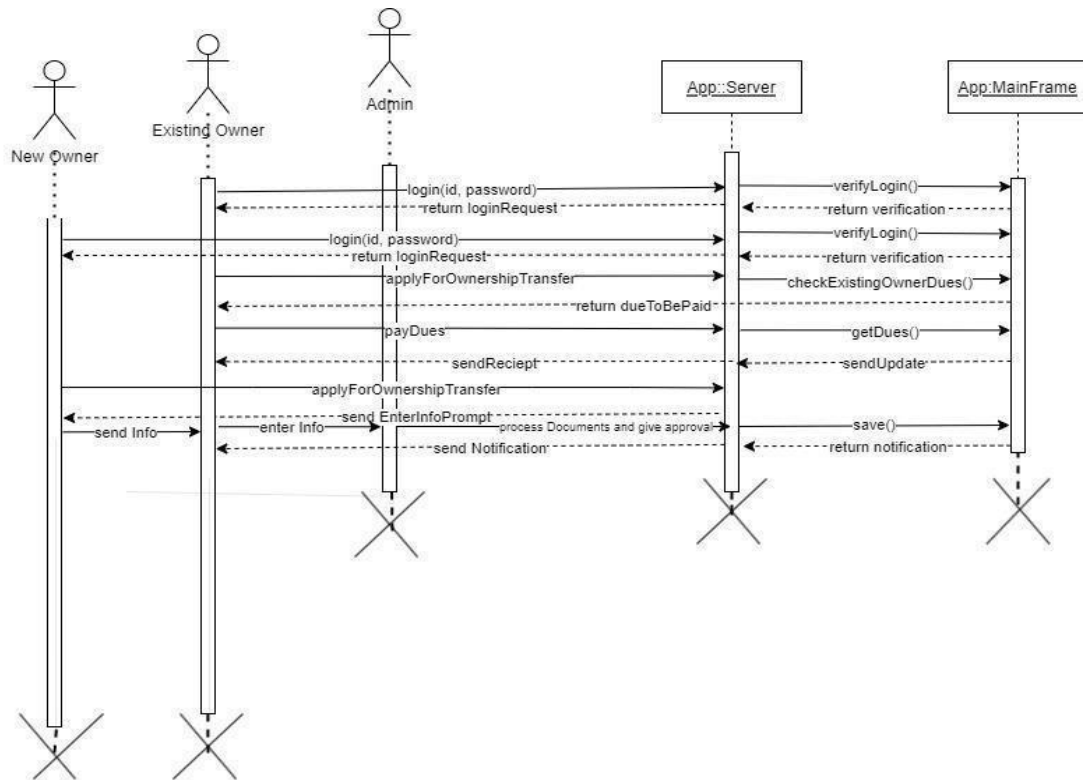 App::Server
App:MainFrame
Admin
Existing Owner
New Owner
login(id, password)
verifyLogin()
return loginRequest
return verification
login(id, password)
verifyLogin()
return loginRequest
return verification
applyForOwnershipTransfer
checkExistingOwnerDues()
return dueToBePaid
payDues
getDues()
sendReciept
sendUpdate
applyForOwnershipTransfer
send EnterInfoPrompt
send Info
enter Info
process Documents and give approval
save()
send Notification
return notification